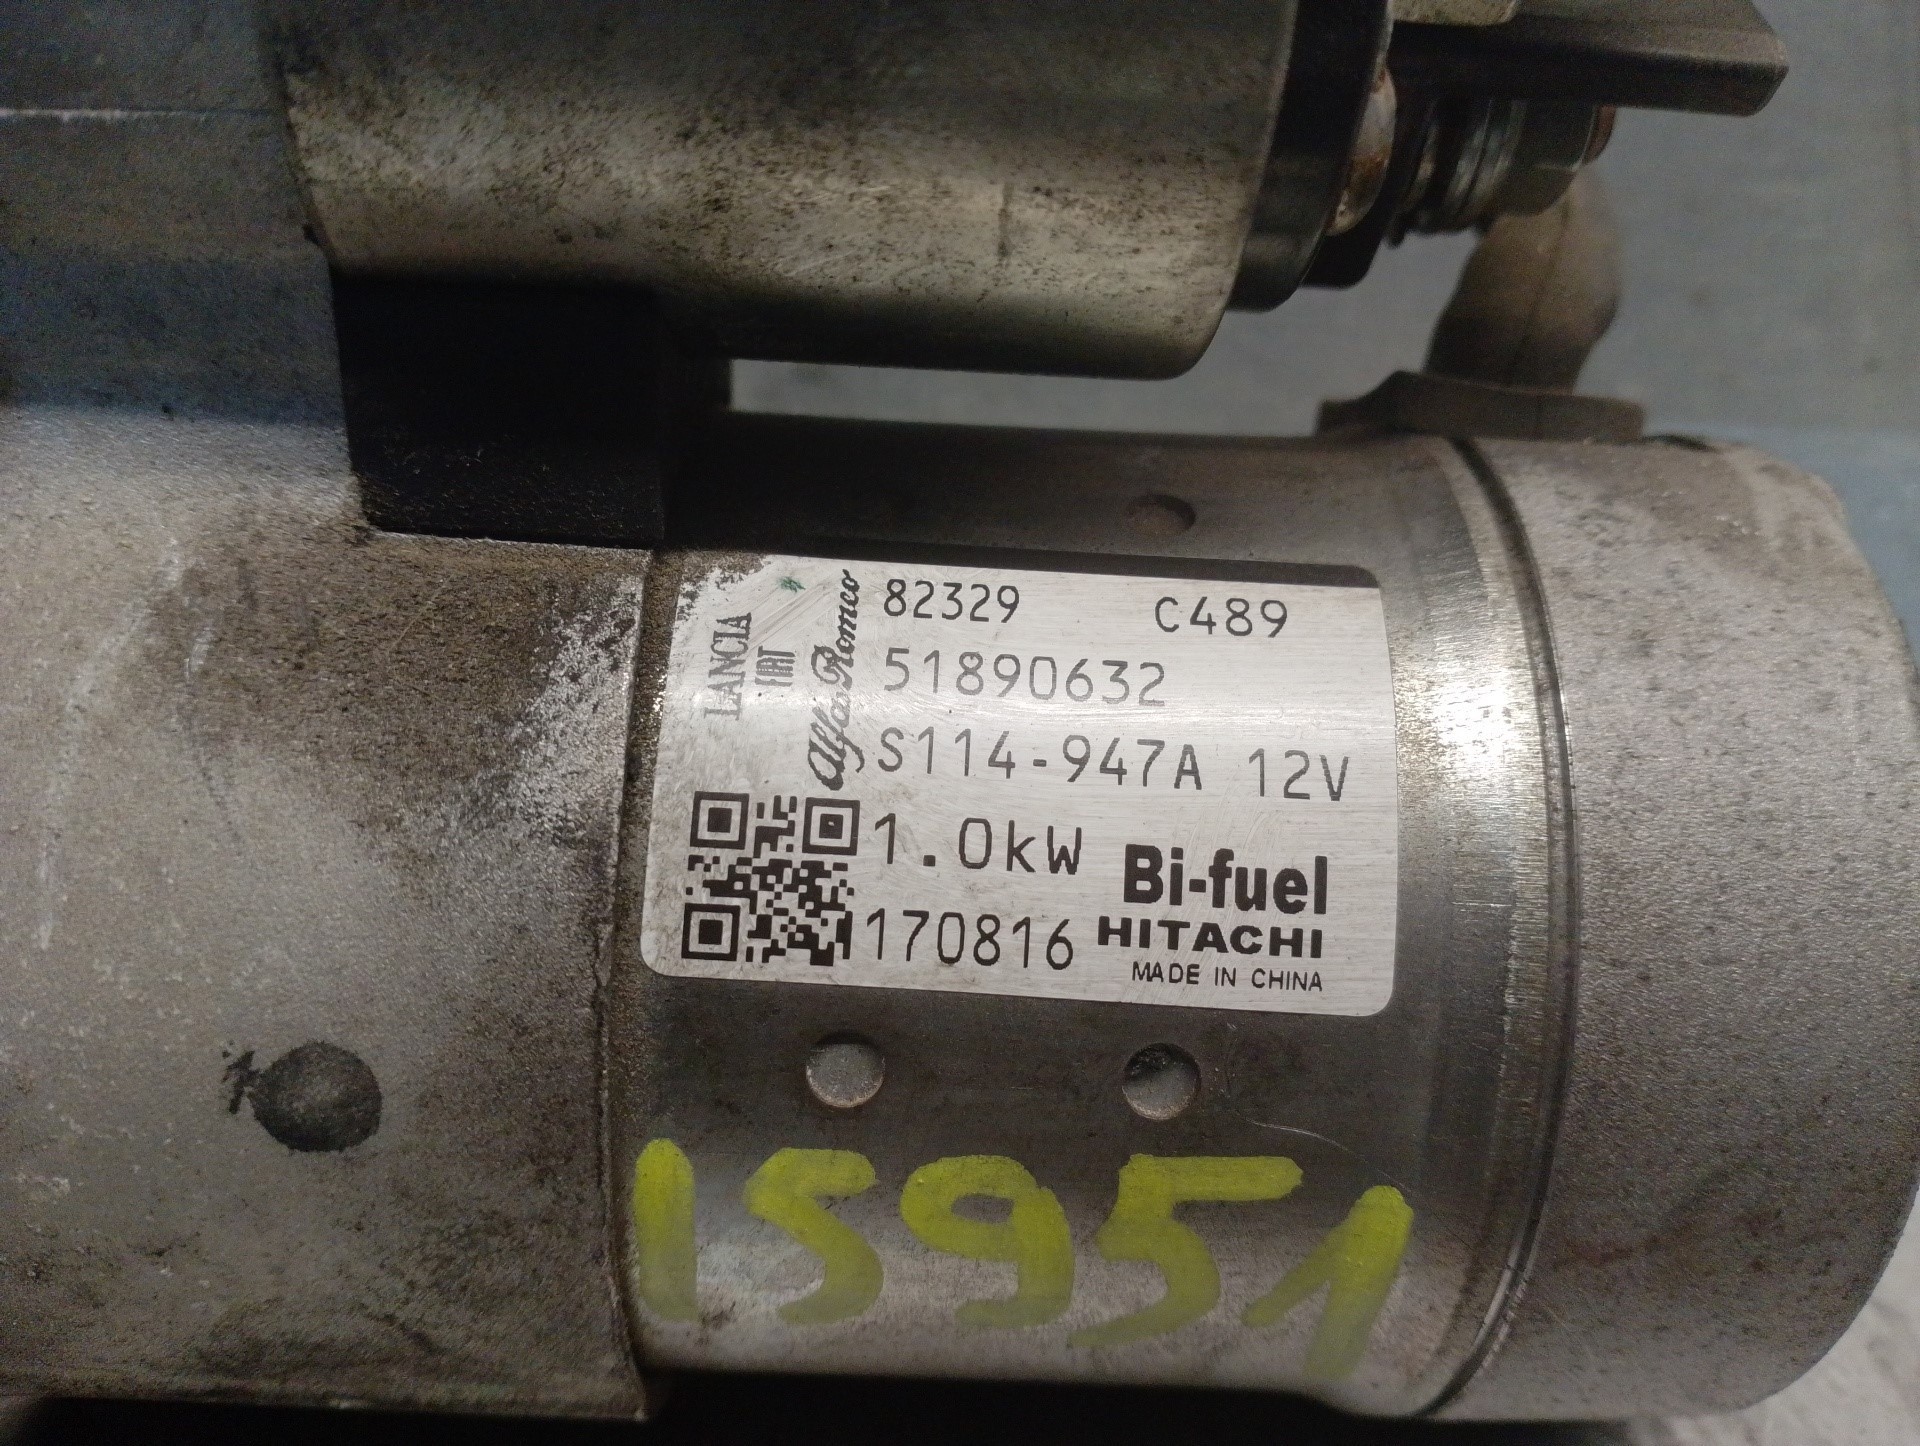 LANCIA
FIAT
Alfa Romeo
82329 C489
51890632
S114-947A 12V
1.0kW Bi-fuel
170816 HITACHI
MADE IN CHINA
15951